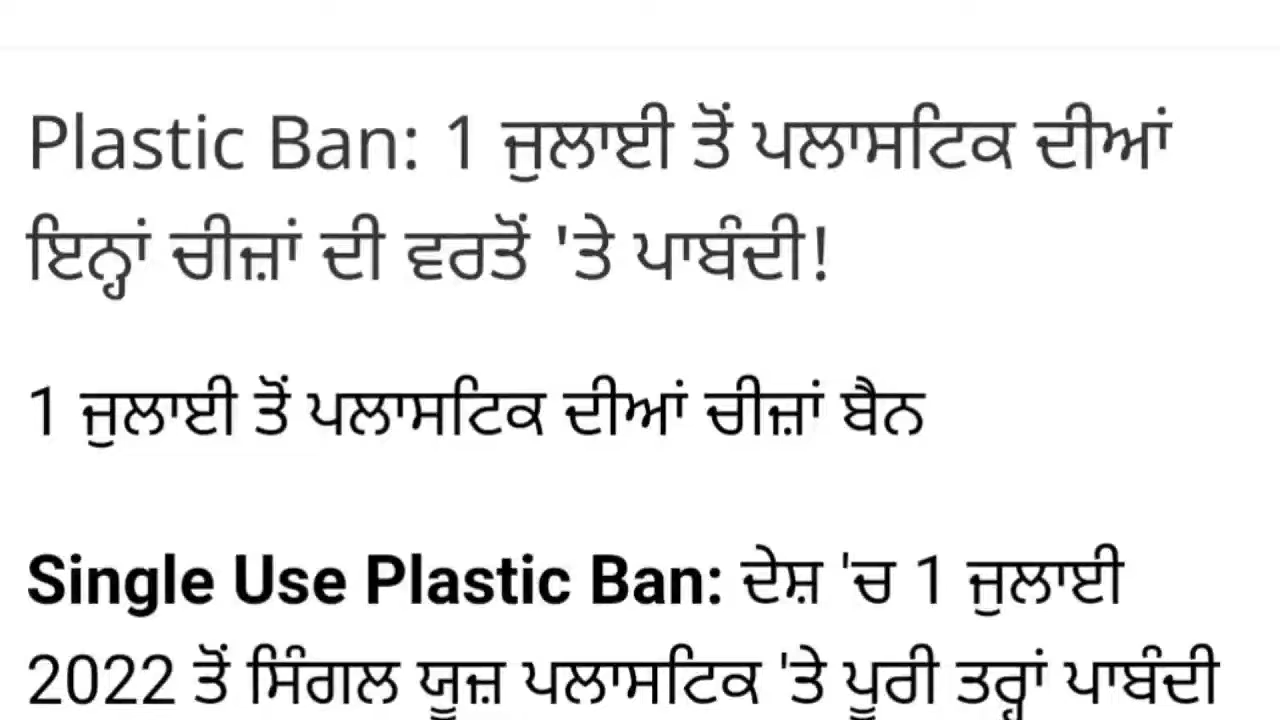 Plastic Ban: 1 ਜੁਲਾਈ ਤੋਂ ਪਲਾਸਟਿਕ ਦੀਆਂ
ਇਨ੍ਹਾਂ ਚੀਜ਼ਾਂ ਦੀ ਵਰਤੋਂ 'ਤੇ ਪਾਬੰਦੀ!
1 ਜੁਲਾਈ ਤੋਂ ਪਲਾਸਟਿਕ ਦੀਆਂ ਚੀਜ਼ਾਂ ਬੈਨ
Single Use Plastic Ban: ਦੇਸ਼ 'ਚ 1 ਜੁਲਾਈ
2022 ਤੋਂ ਸਿੰਗਲ ਯੂਜ਼ ਪਲਾਸਟਿਕ 'ਤੇ ਪੂਰੀ ਤਰ੍ਹਾਂ ਪਾਬੰਦੀ